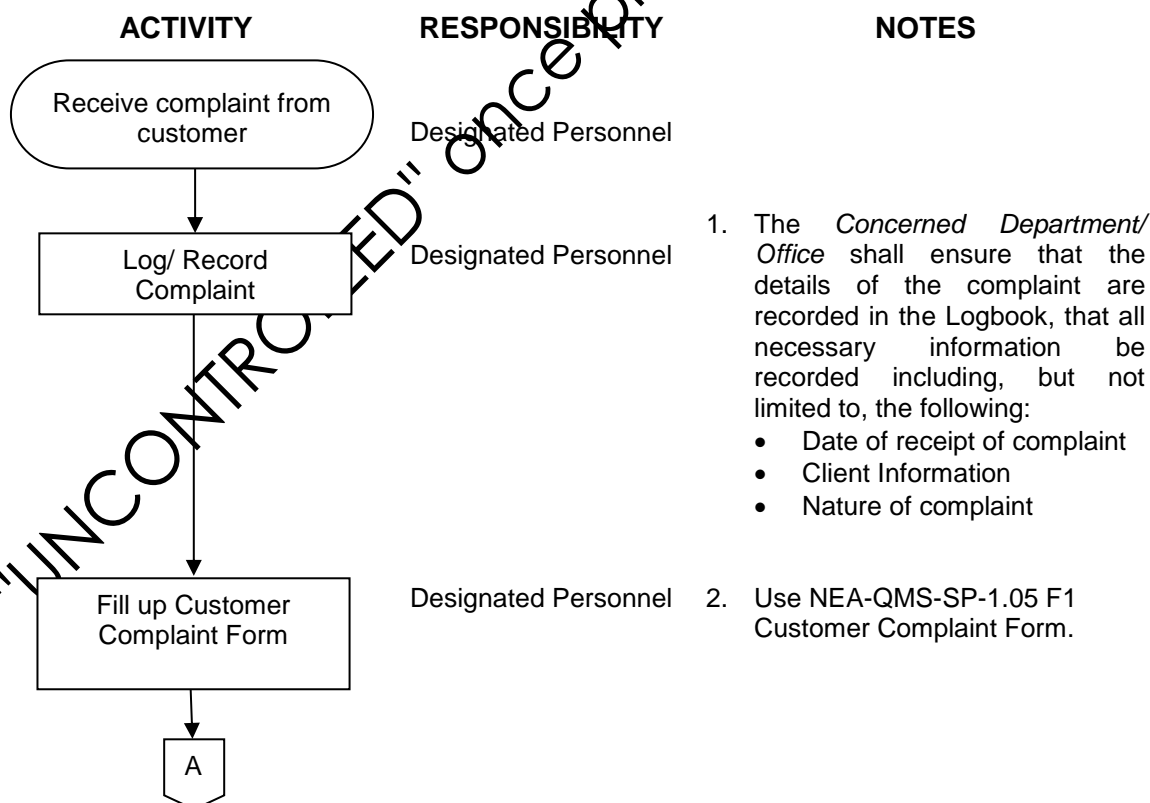 ACTIVITY RESPONSIBILITY NOTES
Receive complaint from
customer
Designated Personnel
Log/ Record
Complaint
Designated Personnel
1. The Concerned Department/
Office shall ensure that the
details of the complaint are
recorded in the Logbook, that all
necessary information be
recorded including, but not
limited to, the following:
• Date of receipt of complaint
• Client Information
• Nature of complaint
Fill up Customer
Complaint Form
Designated Personnel
2. Use NEA-QMS-SP-1.05 F1
Customer Complaint Form.
A
"UNCONTROLLED" once